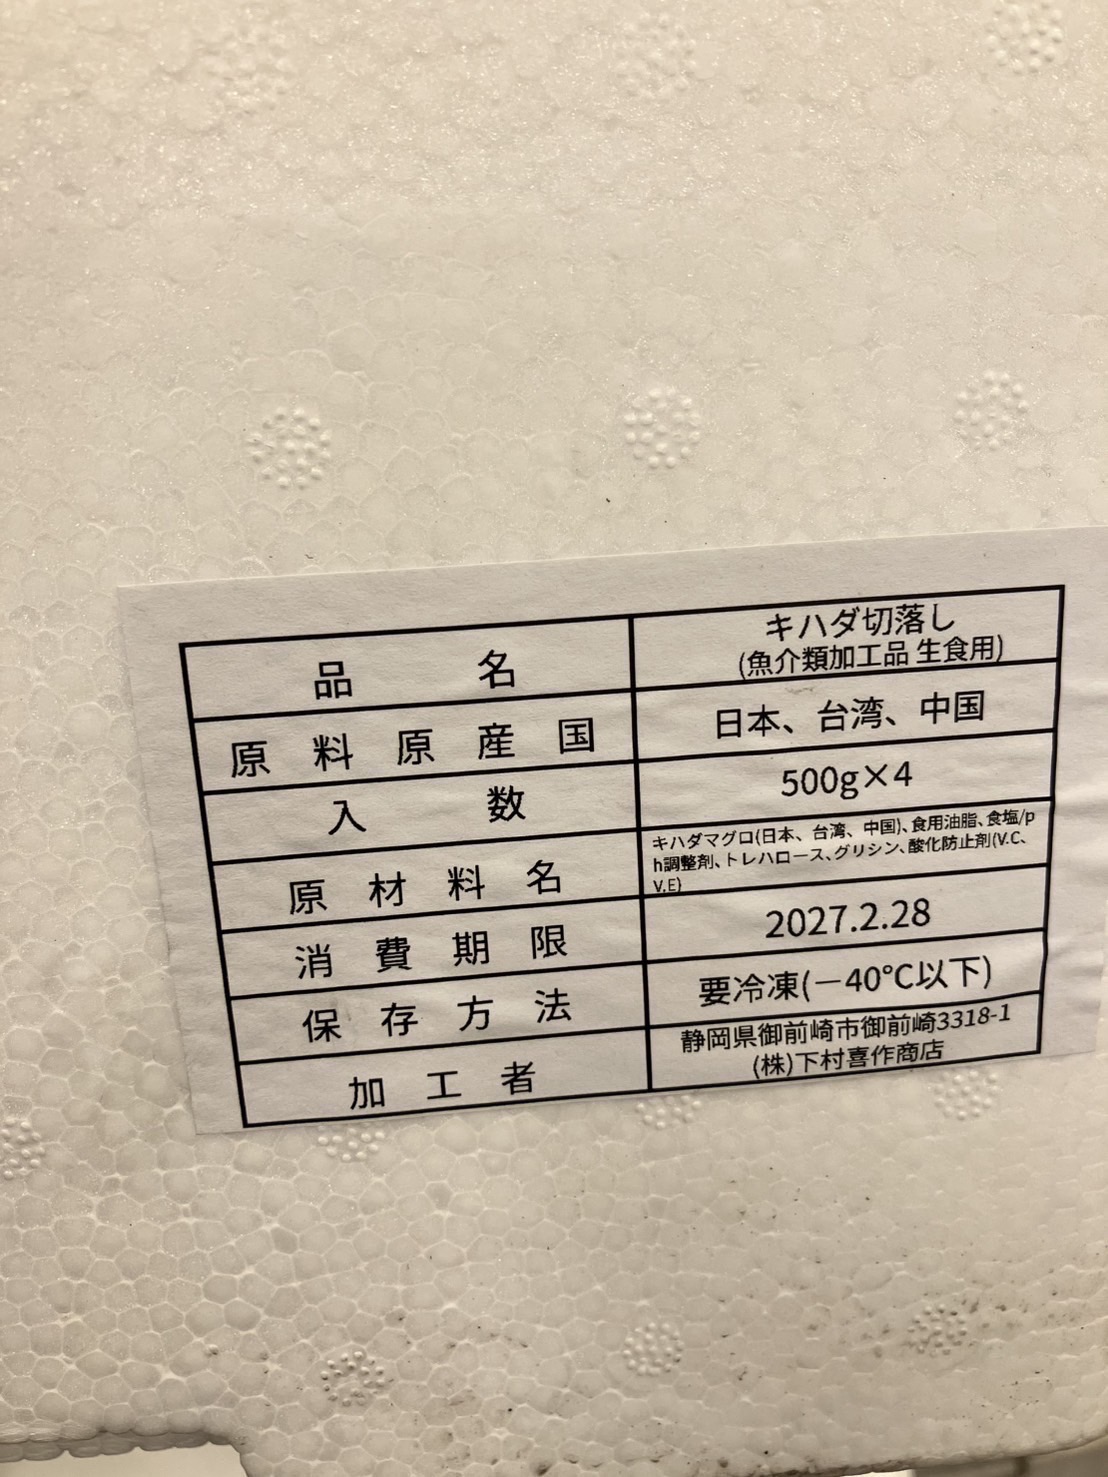 品名 キハダ切落し
(魚介類加工品 生食用)
原料原産国 日本、台湾、中国
入数 500g×4
原材料名 キハダマグロ(日本、台湾、中国)、食用油脂、食塩/p
h調整剤、トレハロース、グリシン、酸化防止剤(V.C、
V.E)
消費期限 2027.2.28
保存方法 要冷凍(－40℃以下)
加工者 静岡県御前崎市御前崎3318-1
(株)下村喜作商店